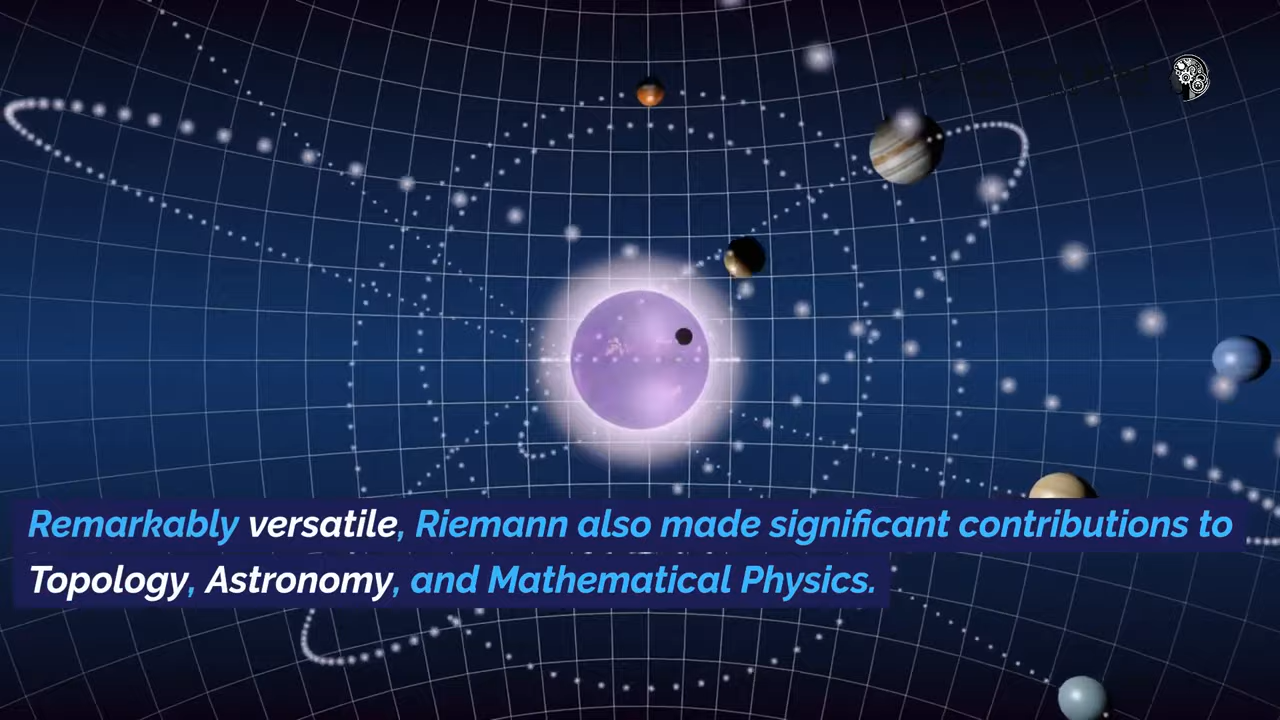 Remarkably versatile, Riemann also made significant contributions to
Topology, Astronomy, and Mathematical Physics.